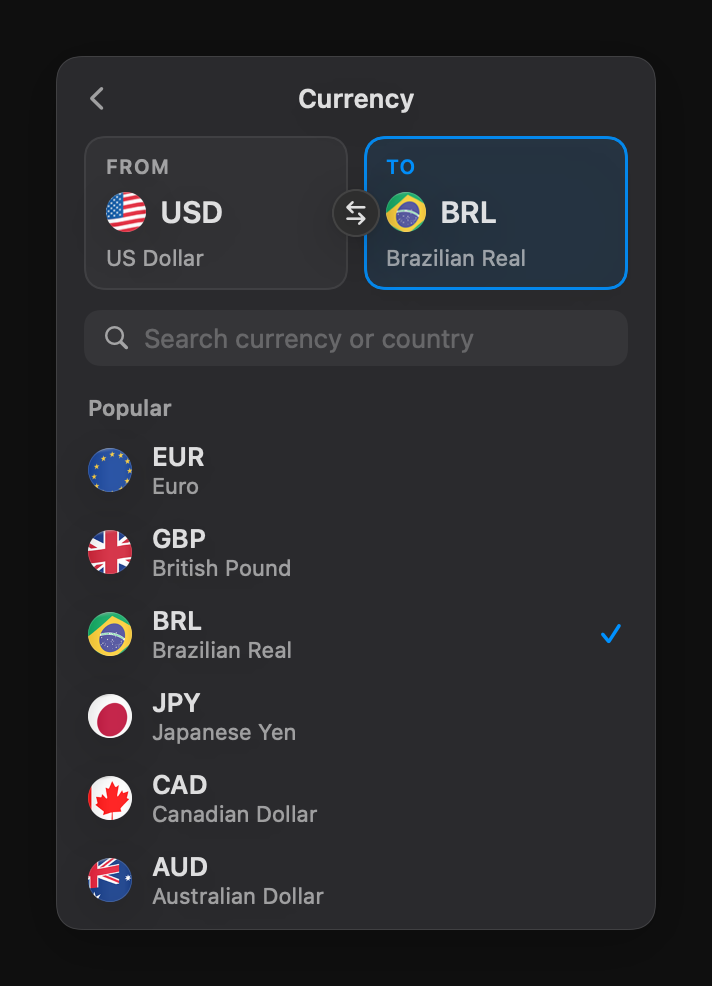 Currency
FROM
USD
US Dollar
TO
BRL
Brazilian Real
Search currency or country
Popular
EUR
Euro
GBP
British Pound
BRL
Brazilian Real
JPY
Japanese Yen
CAD
Canadian Dollar
AUD
Australian Dollar